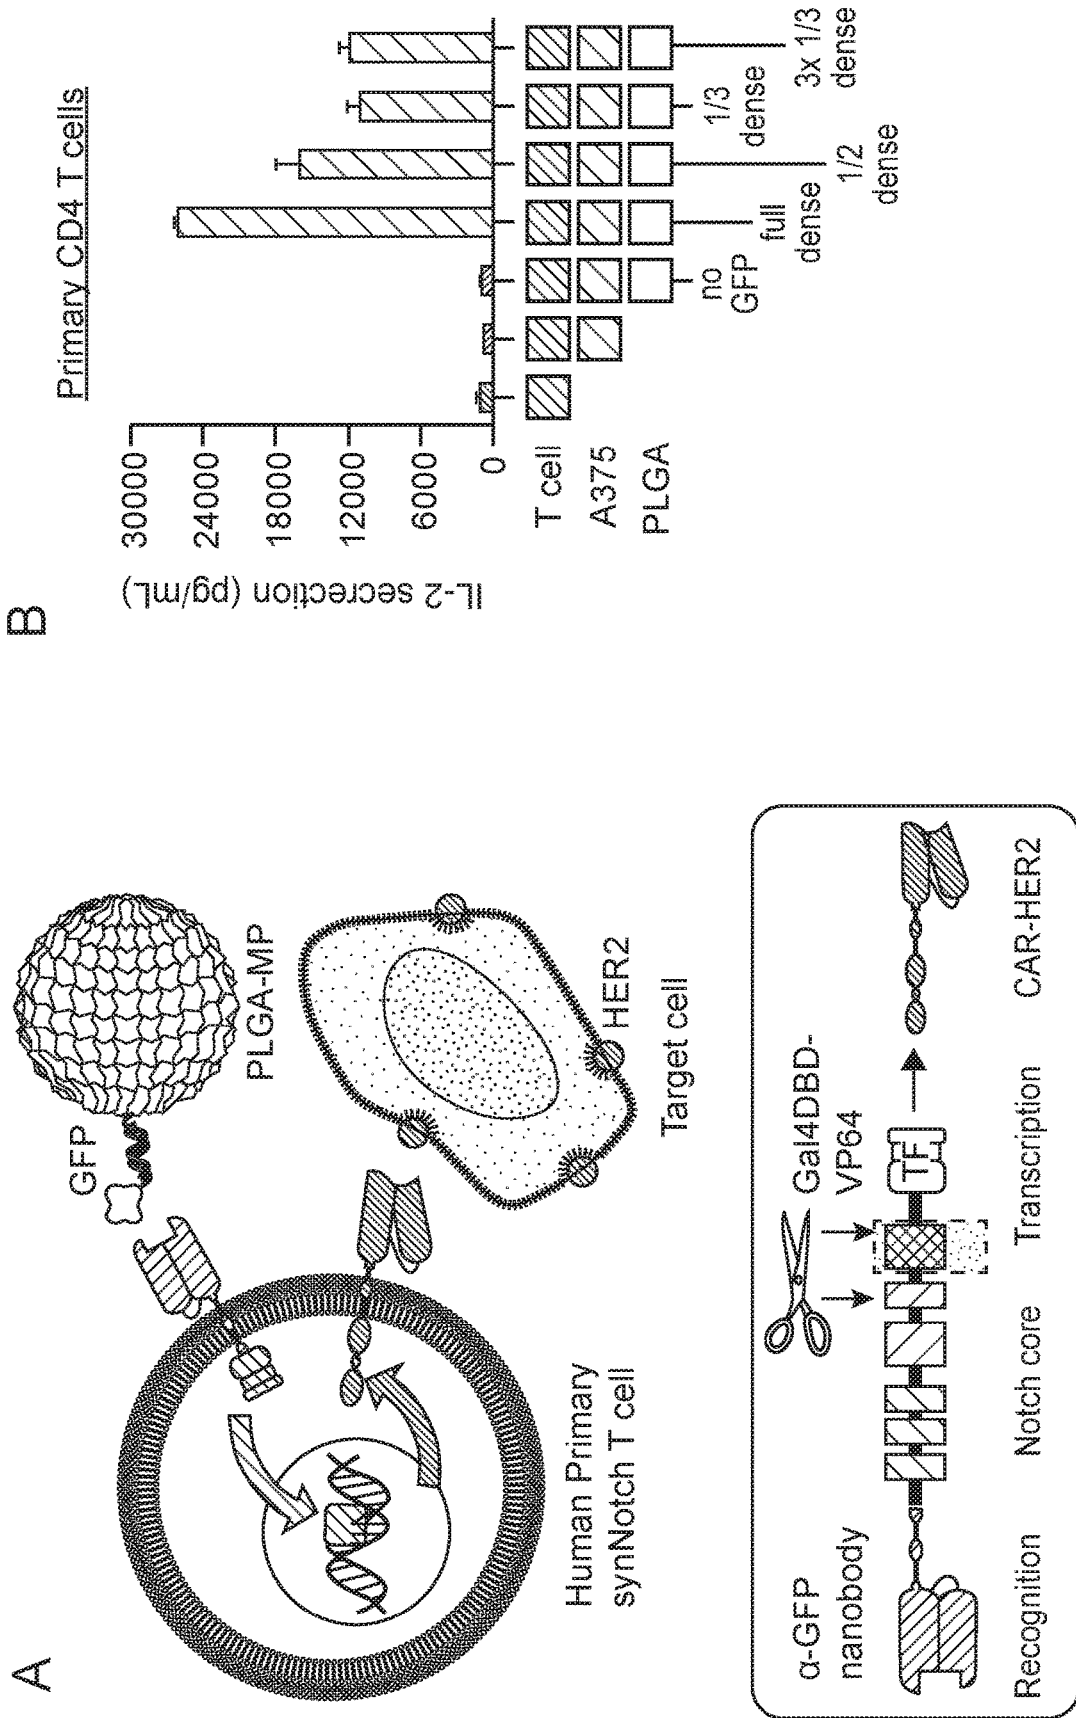 A
GFP
PLGA-MP
HER2
Target cell
Human Primary
synNotch T cell
α-GFP
nanobody
Gal4DBD-
VP64
TF
Recognition
Notch core
Transcription
CAR-HER2
B
Primary CD4 T cells
IL-2 secrection (pg/mL)
30000
24000
18000
12000
6000
0
T cell
A375
PLGA
no
GFP
full
dense
1/2
dense
1/3
dense
3x 1/3
dense